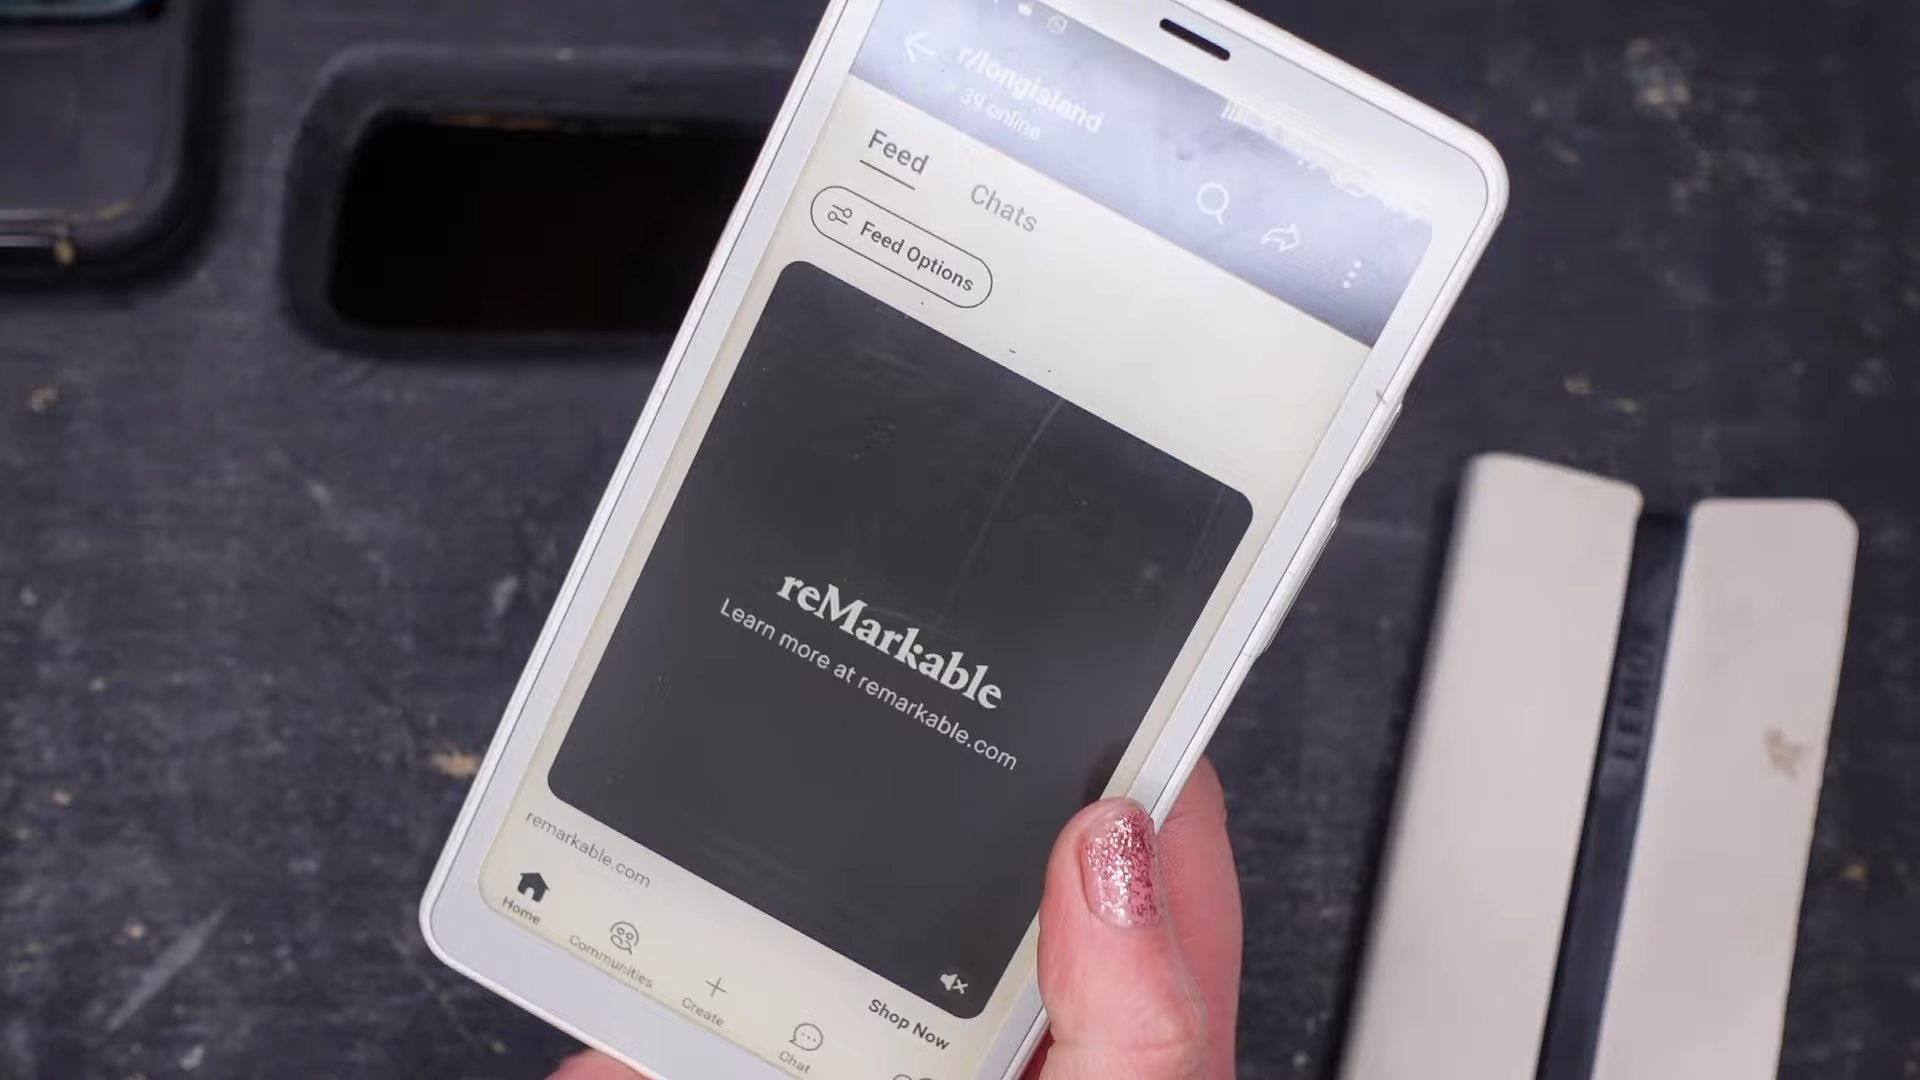 r/longisland
39 online
Feed
Chats
Feed Options
reMarkable
Learn more at remarkable.com
remarkable.com
Shop Now
Home
Communities
Create
Chat